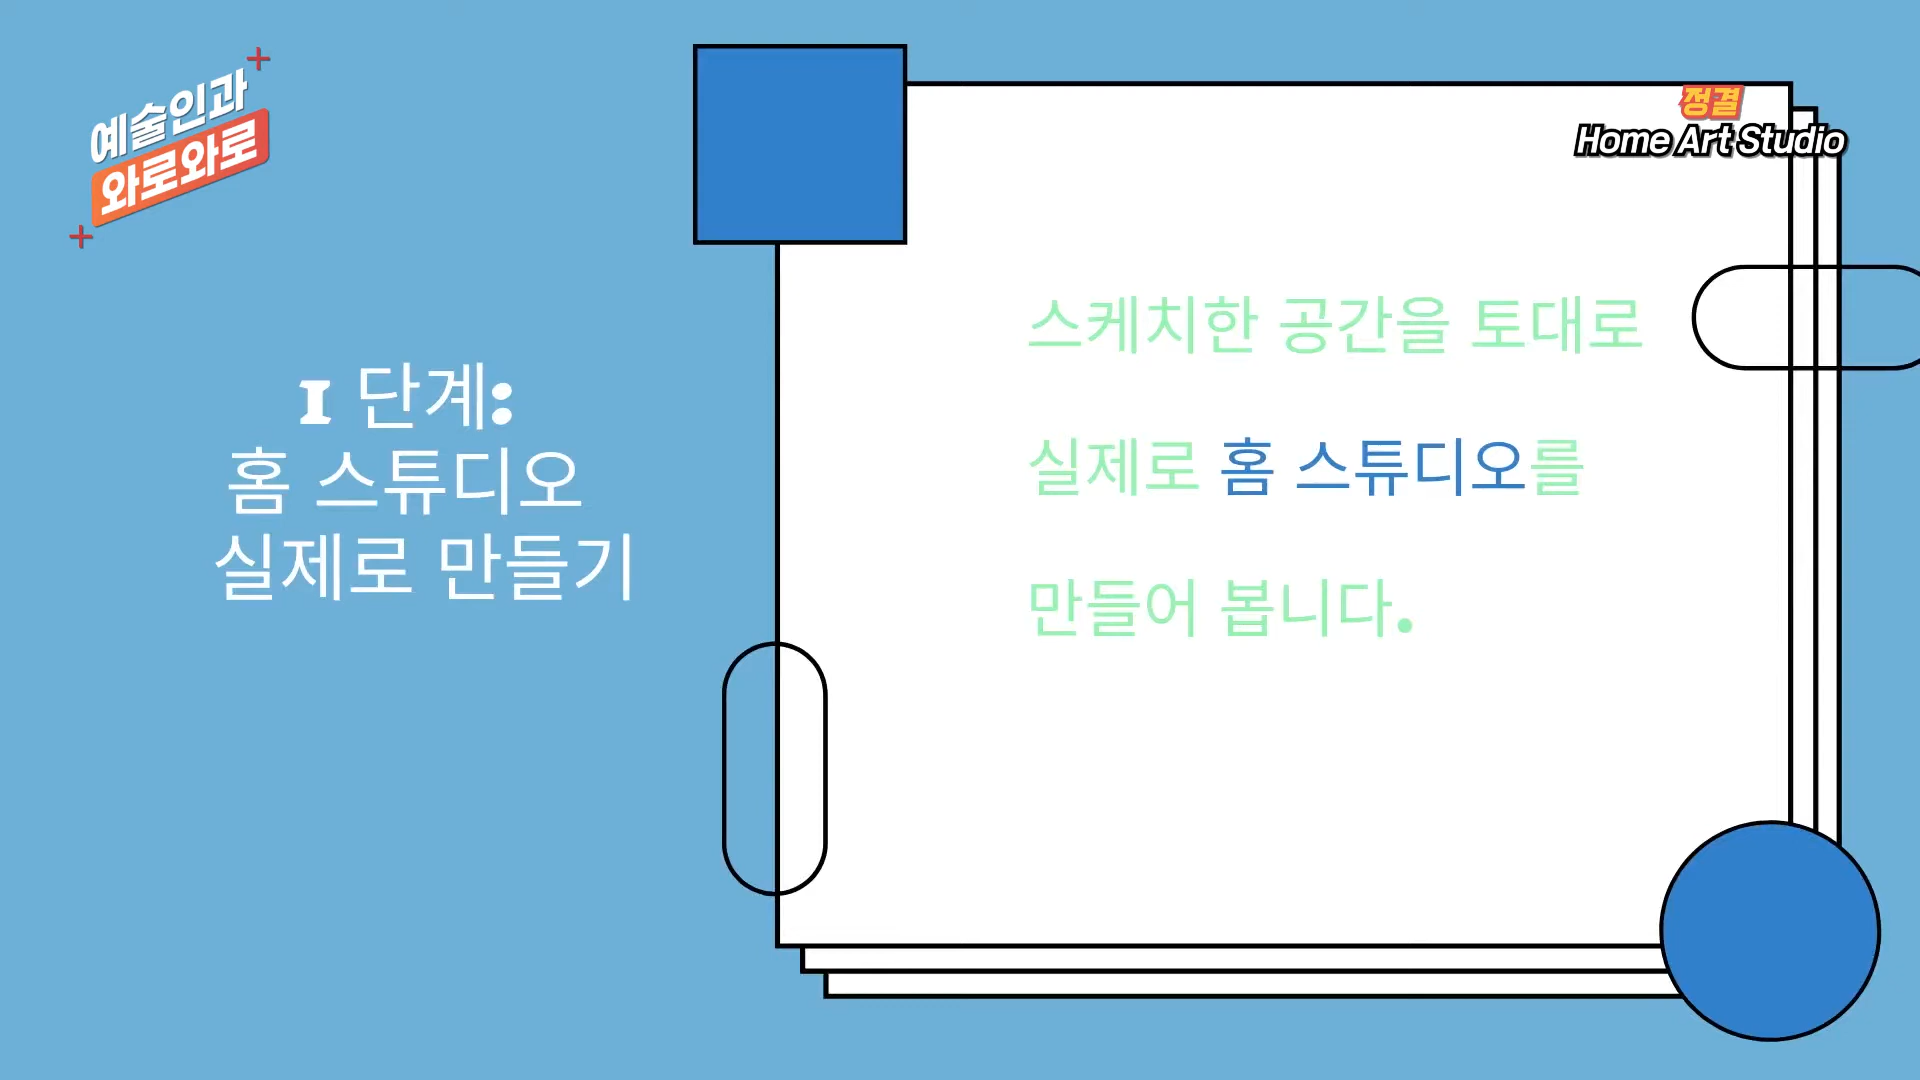 예술인과
와로와로
정결
Home Art Studio
1 단계:
홈 스튜디오
실제로 만들기
스케치한 공간을 토대로
실제로 홈 스튜디오를
만들어 봅니다.